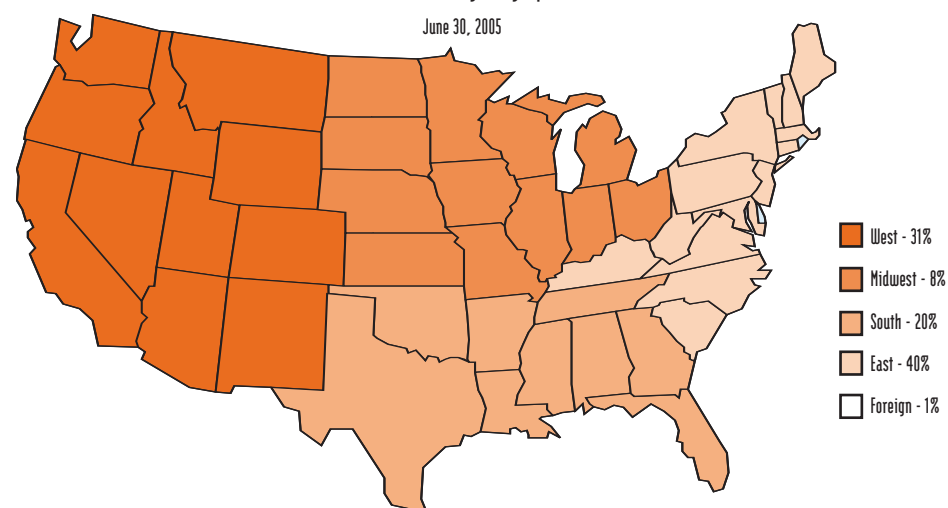 June 30, 2005
West - 31%
Midwest - 8%
South - 20%
East - 40%
Foreign - 1%